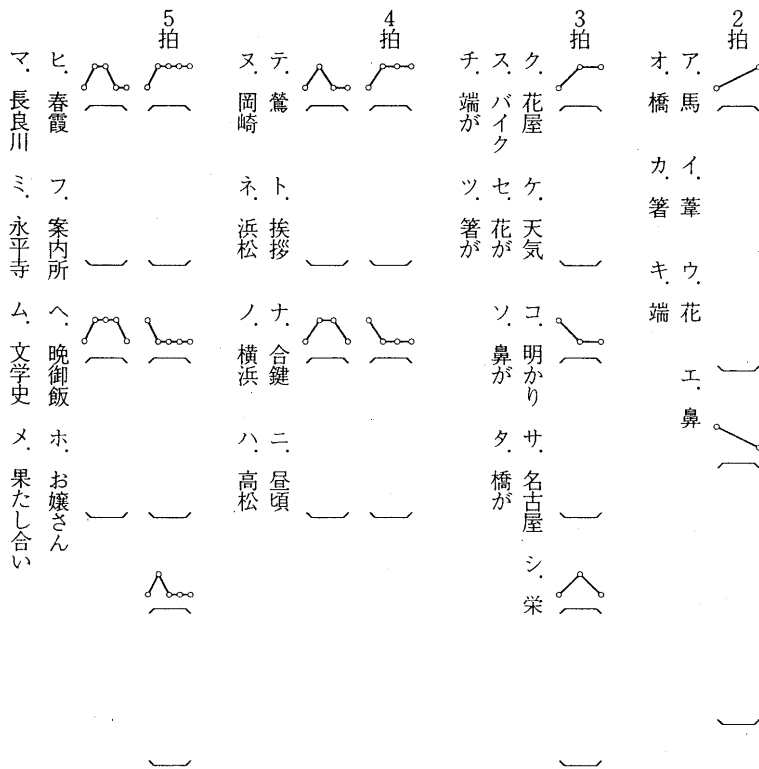 2拍 〔 〕 〔 〕
ア. 馬 イ. 葦 ウ. 花 エ. 鼻
オ. 橋 カ. 箸 キ. 端
3拍 〔 〕 〔 〕 〔 〕
ク. 花屋 ケ. 天気 コ. 明かり サ. 名古屋 シ. 栄
ス. バイク セ. 花が ソ. 鼻が タ. 橋が
チ. 端が ツ. 箸が
4拍 〔 〕 〔 〕
〔 〕 〔 〕
テ. 鶯 ト. 挨拶 ナ. 合鍵 ニ. 昼頃
ヌ. 岡崎 ネ. 浜松 ノ. 横浜 ハ. 高松
5拍 〔 〕 〔 〕 〔 〕
〔 〕 〔 〕
ヒ. 春霞 フ. 案内所 ヘ. 晩御飯 ホ. お嬢さん
マ. 長良川 ミ. 永平寺 ム. 文学史 メ. 果たし合い